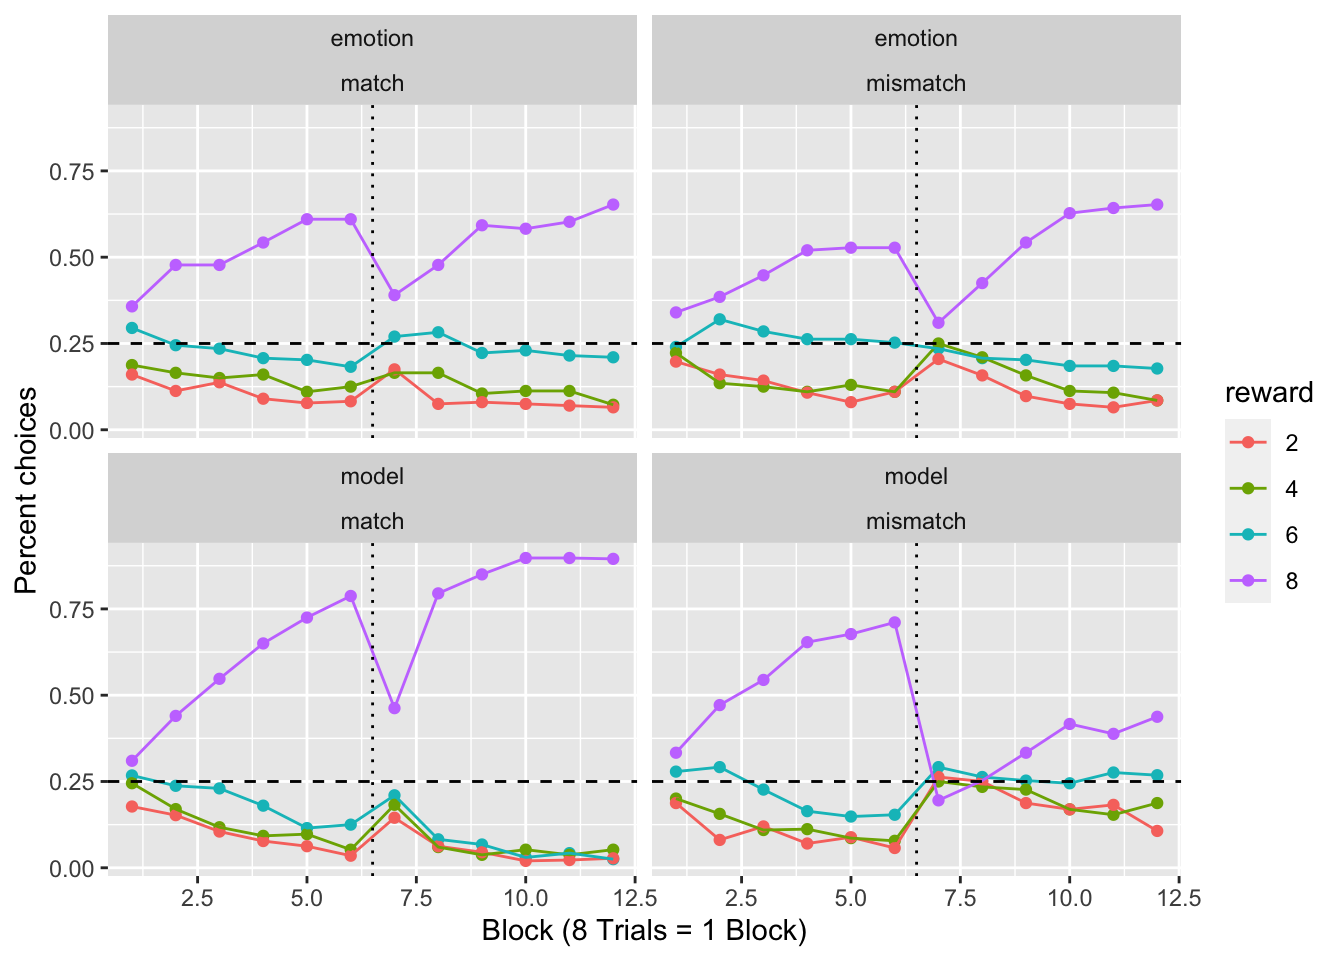 emotion
match
emotion
mismatch
0.75
0.50
0.25
0.00
model
match
model
mismatch
0.75
0.50
0.25
0.00
2.5 5.0 7.5 10.0 12.5
2.5 5.0 7.5 10.0 12.5
Block (8 Trials = 1 Block)
Percent choices
reward
2
4
6
8